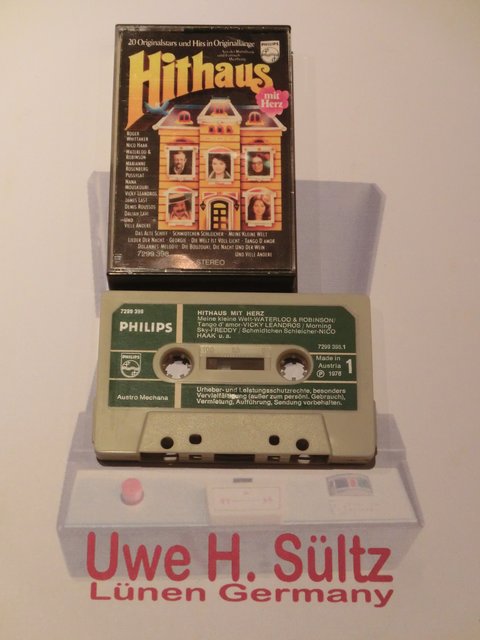 20 Originalstars und Hits in Originallänge
PHILIPS
Hithaus
mit
Herz
ROGER
WHITTAKER
NICO HAAK
WATERLOO &
ROBINSON
MARIANNE
ROSENBERG
PUSSYCAT
NANA
MOUSKOURI
VICKY LEANDROS
JAMES LAST
DEMIS ROUSSOS
DALIAH LAVI
UND
VIELE ANDERE
DAS ALTE SCHIFF · SCHMIDTCHEN SCHLEICHER · MEINE KLEINE WELT
LIEDER DER NACHT · GEORGIE · DIE WELT IST VOLL LICHT · TANGO D'AMOR
DOLANNES MELODIE · DIE BOUZOUKI, DIE NACHT UND DER WEIN
7299 398
STEREO
UND VIELE ANDERE
7299 398
HITHAUS MIT HERZ
Meine kleine Welt-WATERLOO & ROBINSON/
Tango d'amor-VICKY LEANDROS / Morning
Sky-FREDDY / Schmidtchen Schleicher-NICO
HAAK u. a.
PHILIPS
7299 398.1
Made in
Austria
1
℗ 1976
PHILIPS
Austro Mechana
Urheber- und Leistungsschutzrechte, besonders
Vervielfältigung (außer zum persönl. Gebrauch),
Vermietung, Aufführung, Sendung vorbehalten.
Uwe H. Sültz
Lünen Germany